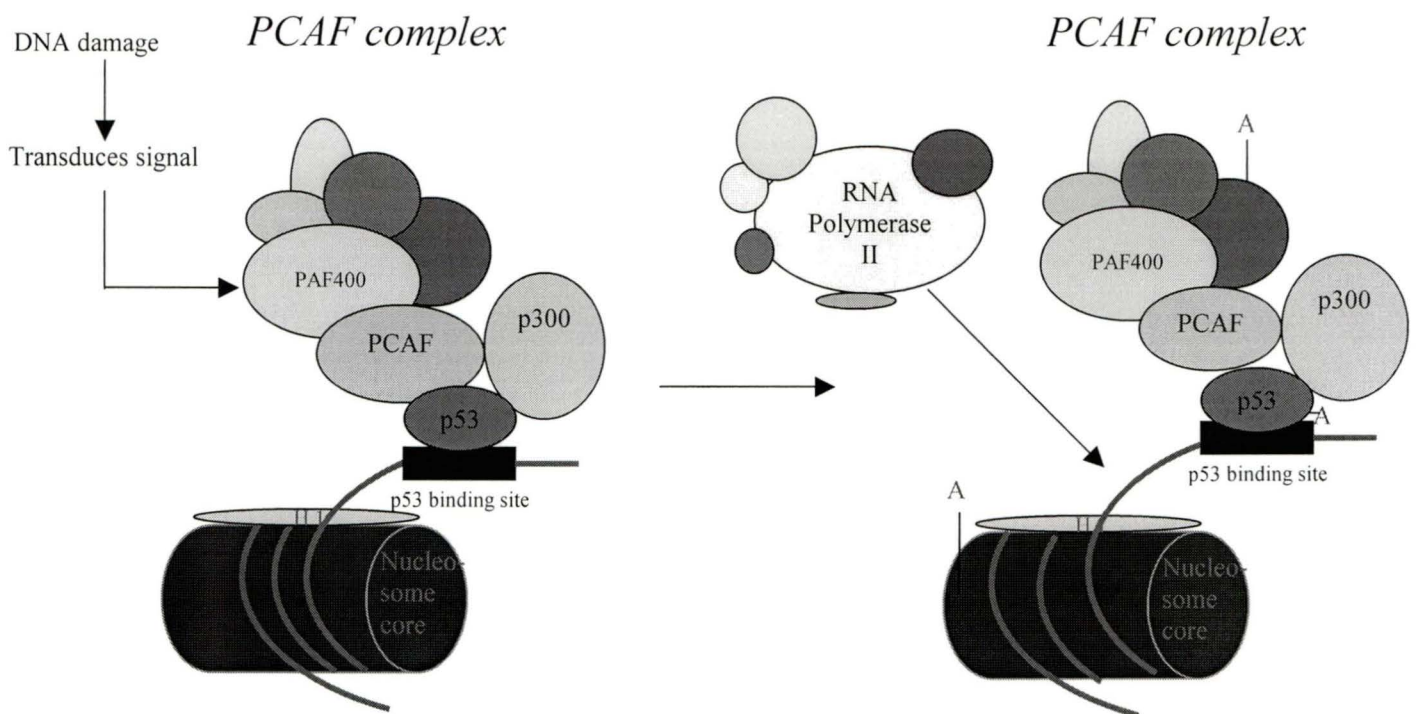 PCAF complex
DNA damage
Transduces signal
PAF400
PCAF
p300
p53
p53 binding site
Nucleo-
some
core
RNA
Polymerase
II
PCAF complex
A
PAF400
PCAF
p300
p53
A
p53 binding site
A
Nucleo-
some
core